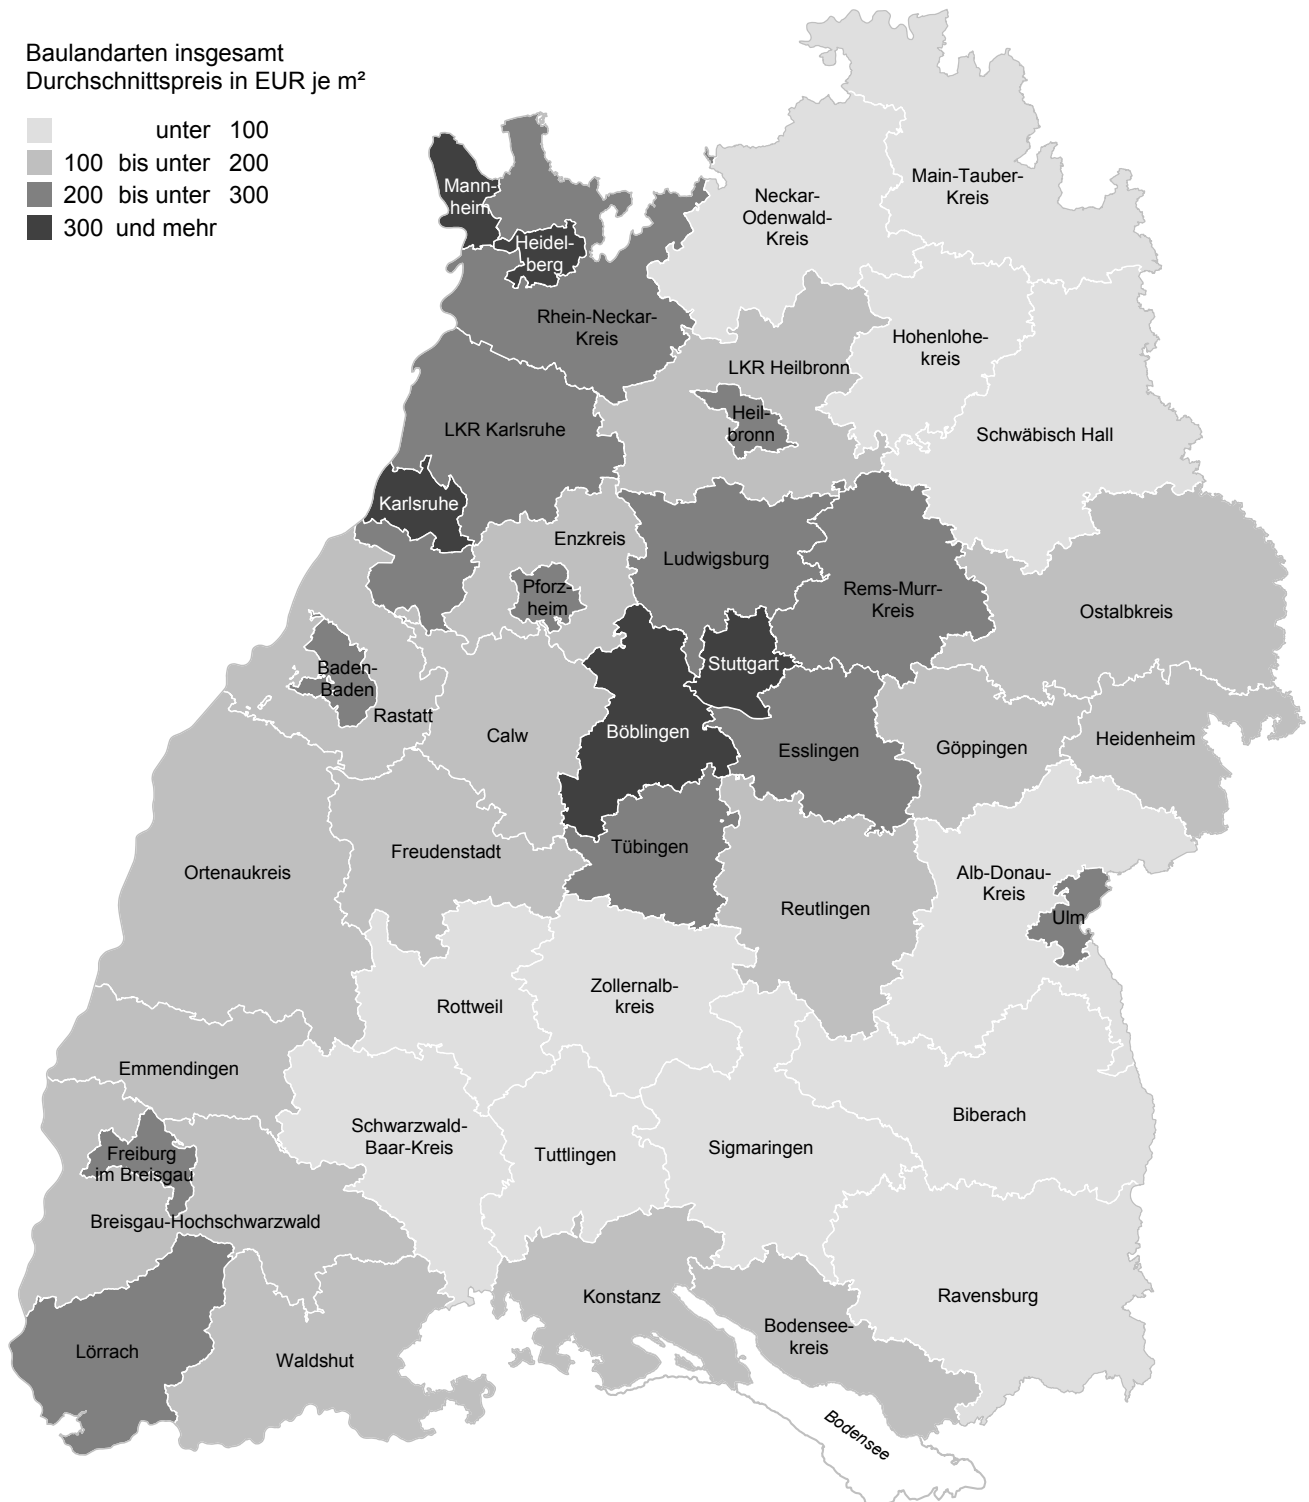 Baulandarten insgesamt
Durchschnittspreis in EUR je m²
unter 100
100 bis unter 200
200 bis unter 300
300 und mehr
Main-Tauber-
Kreis
Neckar-
Odenwald-
Kreis
Mann-
heim
Heidel-
berg
Rhein-Neckar-
Kreis
Hohenlohe-
kreis
LKR Heilbronn
Heil-
bronn
LKR Karlsruhe
Schwäbisch Hall
Karlsruhe
Enzkreis
Ludwigsburg
Pforz-
heim
Rems-Murr-
Kreis
Ostalbkreis
Stuttgart
Baden-
Baden
Rastatt
Calw
Böblingen
Esslingen
Göppingen
Heidenheim
Freudenstadt
Tübingen
Ortenaukreis
Alb-Donau-
Kreis
Reutlingen
Ulm
Zollernalb-
kreis
Rottweil
Emmendingen
Schwarzwald-
Baar-Kreis
Tuttlingen
Sigmaringen
Biberach
Freiburg
im Breisgau
Breisgau-Hochschwarzwald
Konstanz
Ravensburg
Bodensee-
kreis
Lörrach
Waldshut
Bodensee